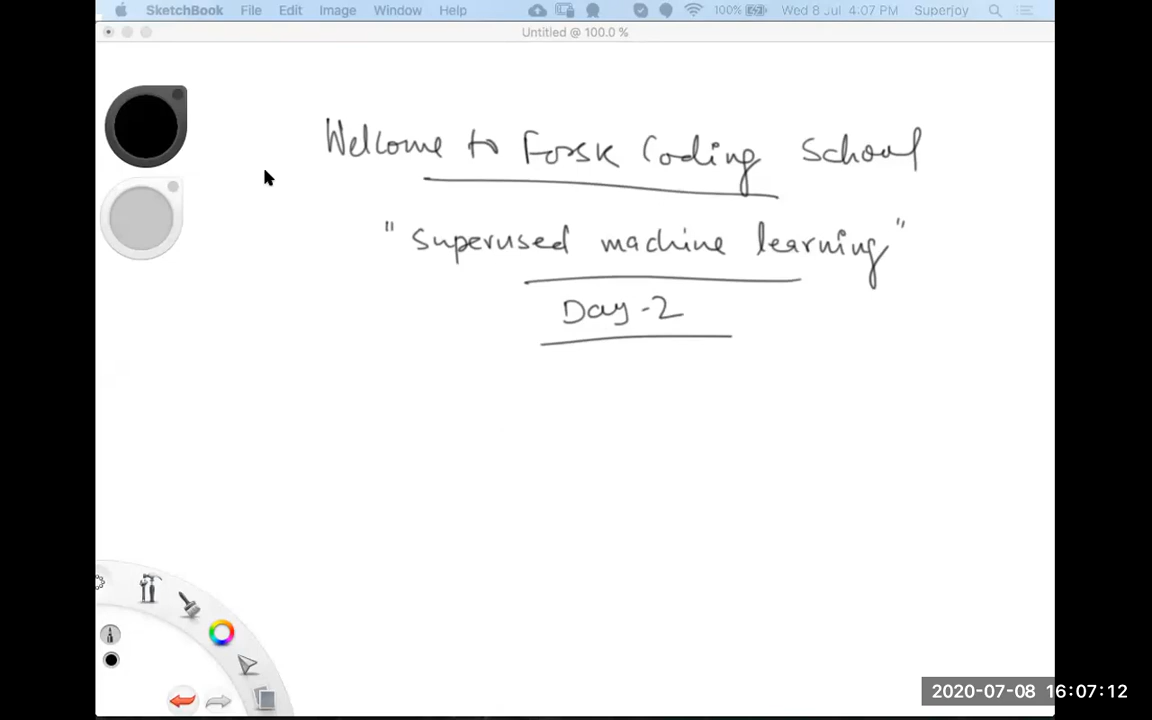 SketchBook File Edit Image Window Help 100% Wed 8 Jul 4:07 PM Superjoy
Untitled @ 100.0 %
Welcome to Forsk Coding School
"Superused machine learning"
Day-2
2020-07-08 16:07:12